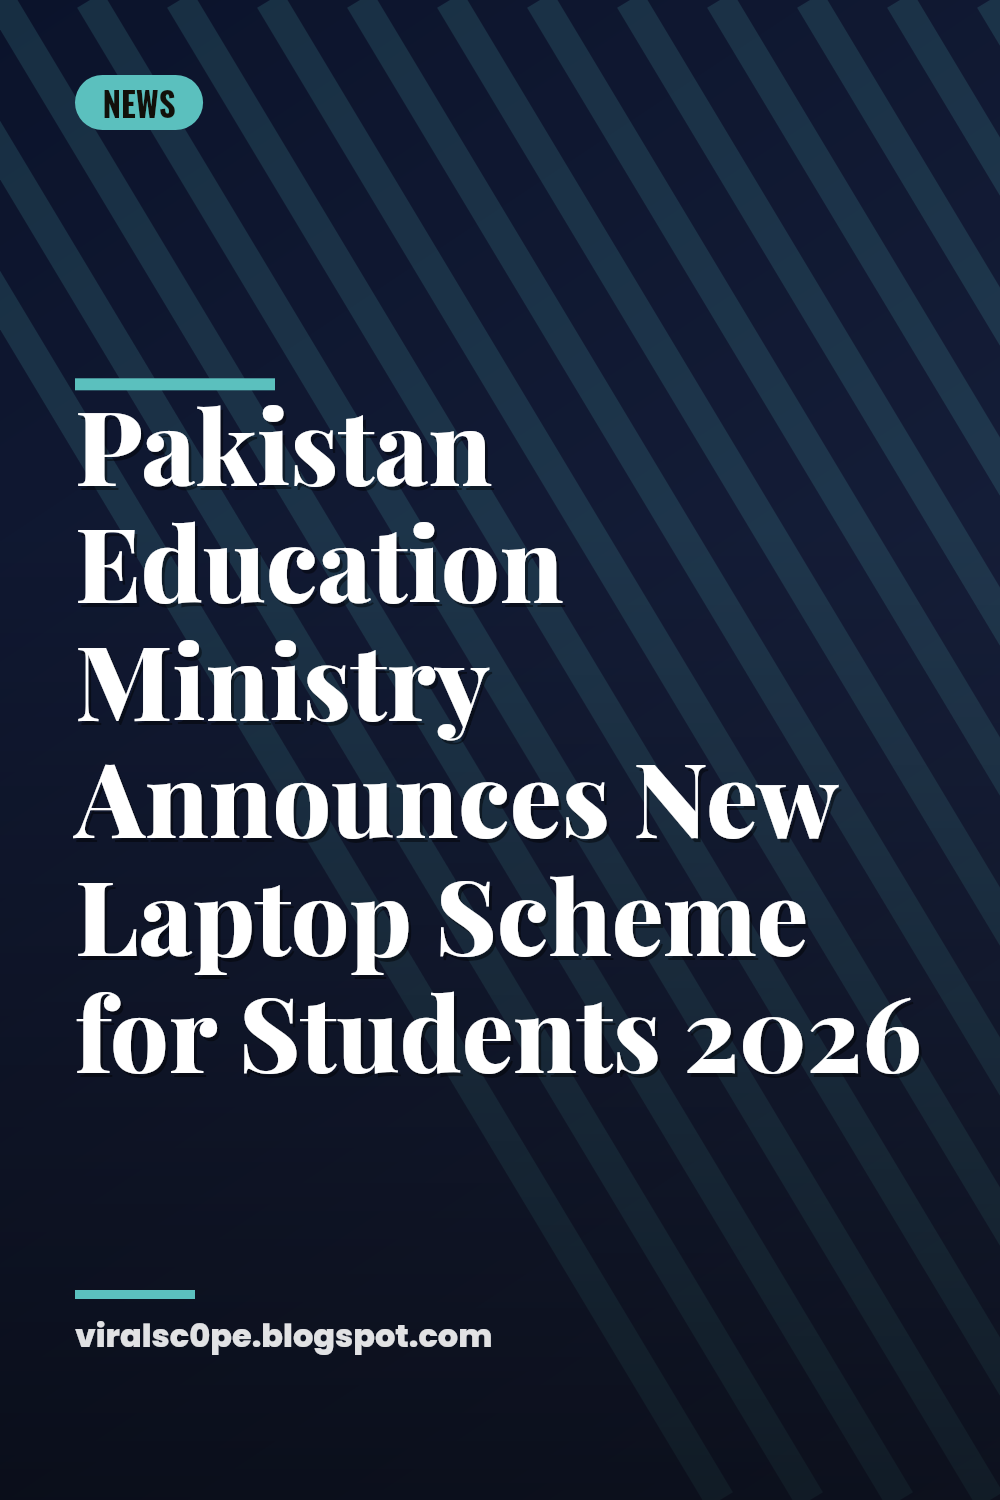 NEWS
Pakistan
Education
Ministry
Announces New
Laptop Scheme
for Students 2026
viralsc0pe.blogspot.com